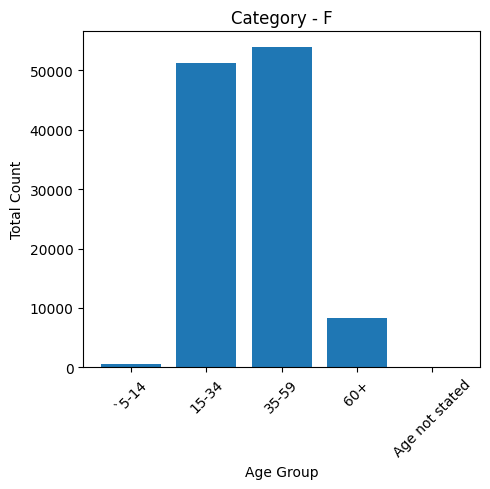 Category - F
Total Count
50000
40000
30000
20000
10000
0
`5-14
15-34
35-59
60+
Age not stated
Age Group